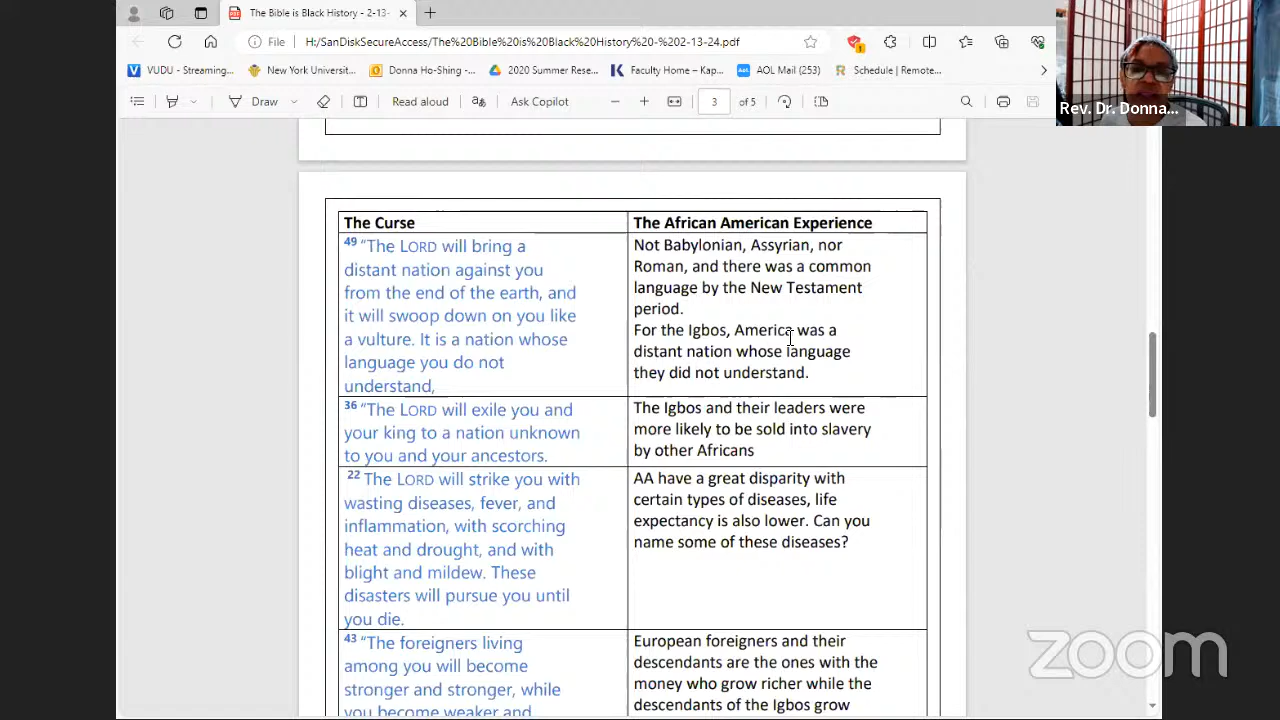 The Bible is Black History - 2-13-
File
H:/SanDiskSecureAccess/The%20Bible%20is%20Black%20History%20-%202-13-24.pdf
1
VUDU - Streaming...
New York Universit...
Donna Ho-Shing -...
2020 Summer Rese...
Faculty Home – Kap...
AOL Mail (253)
Schedule | Remote...
Draw
Read aloud
Ask Copilot
3
of 5
Rev. Dr. Donna...
The Curse
49 “The LORD will bring a
distant nation against you
from the end of the earth, and
it will swoop down on you like
a vulture. It is a nation whose
language you do not
understand,
The African American Experience
Not Babylonian, Assyrian, nor
Roman, and there was a common
language by the New Testament
period.
For the Igbos, America was a
distant nation whose language
they did not understand.
36 “The LORD will exile you and
your king to a nation unknown
to you and your ancestors.
The Igbos and their leaders were
more likely to be sold into slavery
by other Africans
22 The LORD will strike you with
wasting diseases, fever, and
inflammation, with scorching
heat and drought, and with
blight and mildew. These
disasters will pursue you until
you die.
AA have a great disparity with
certain types of diseases, life
expectancy is also lower. Can you
name some of these diseases?
43 “The foreigners living
among you will become
stronger and stronger, while
you become weaker and
European foreigners and their
descendants are the ones with the
money who grow richer while the
descendants of the Igbos grow
zoom